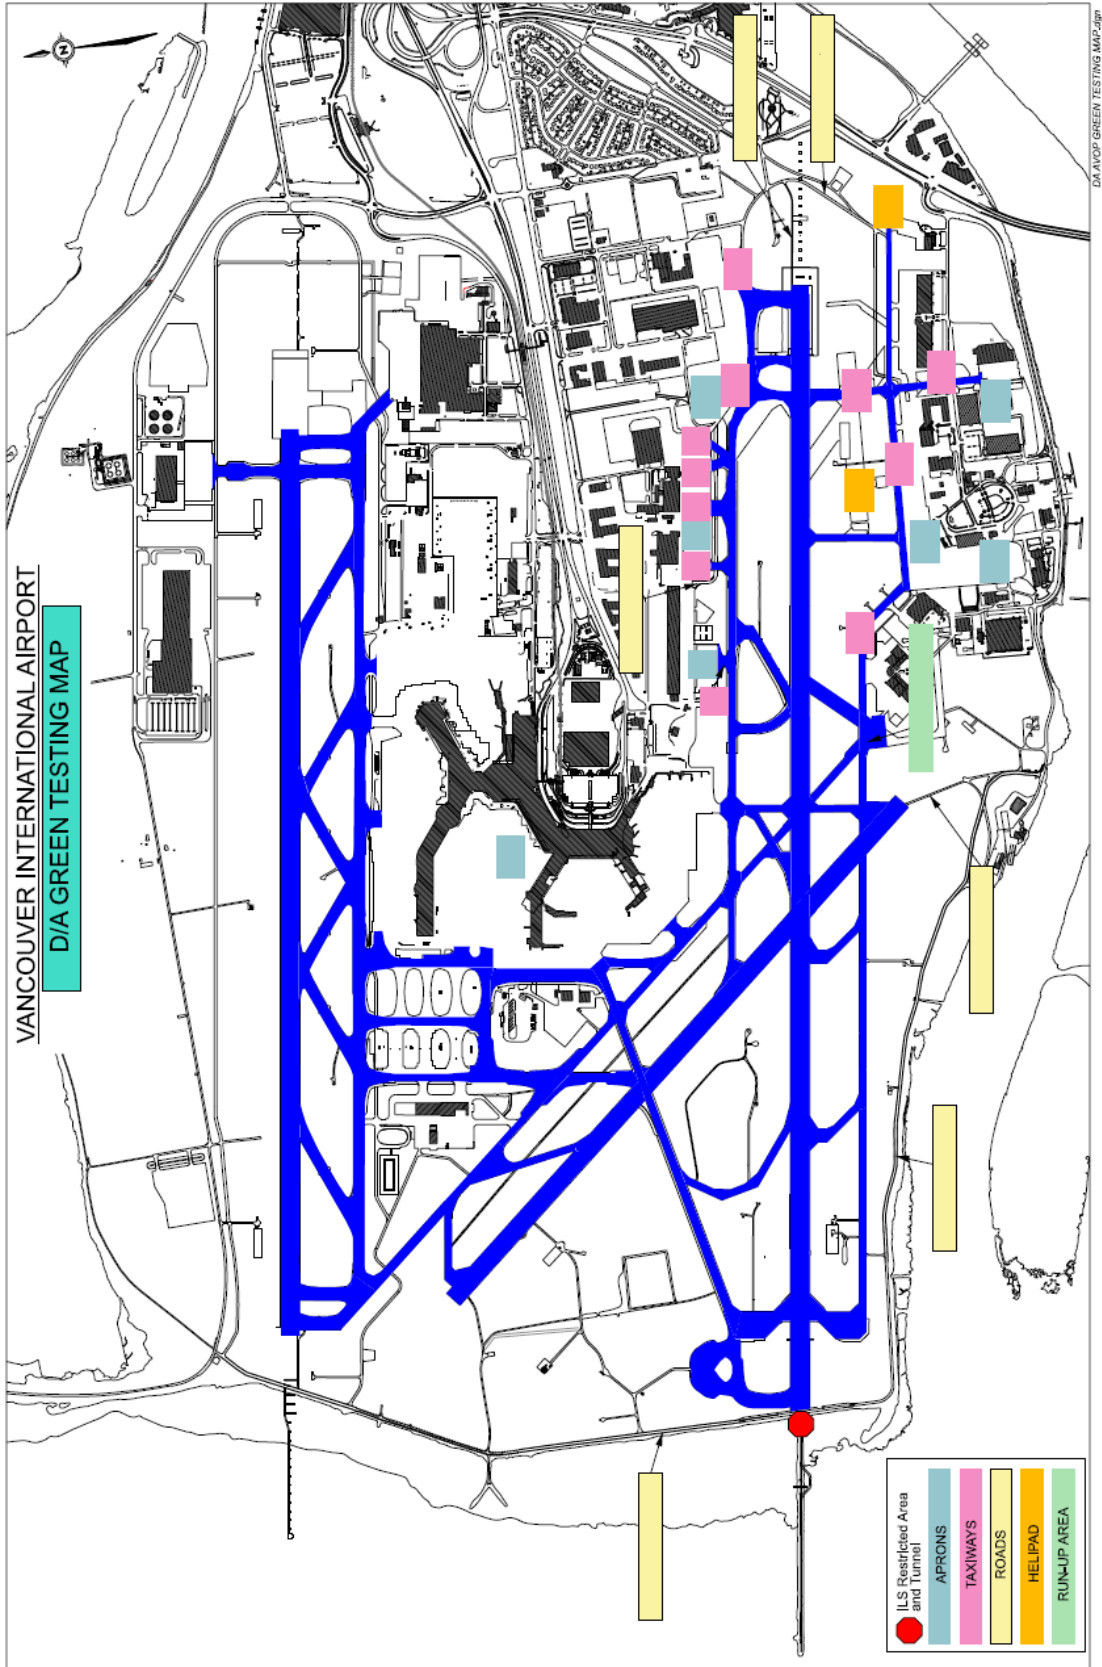 VANCOUVER INTERNATIONAL AIRPORT
D/A GREEN TESTING MAP
N
DA AVOP GREEN TESTING MAP.dgn
ILS Restricted Area
and Tunnel
APRONS
TAXIWAYS
ROADS
HELIPAD
RUN-UP AREA